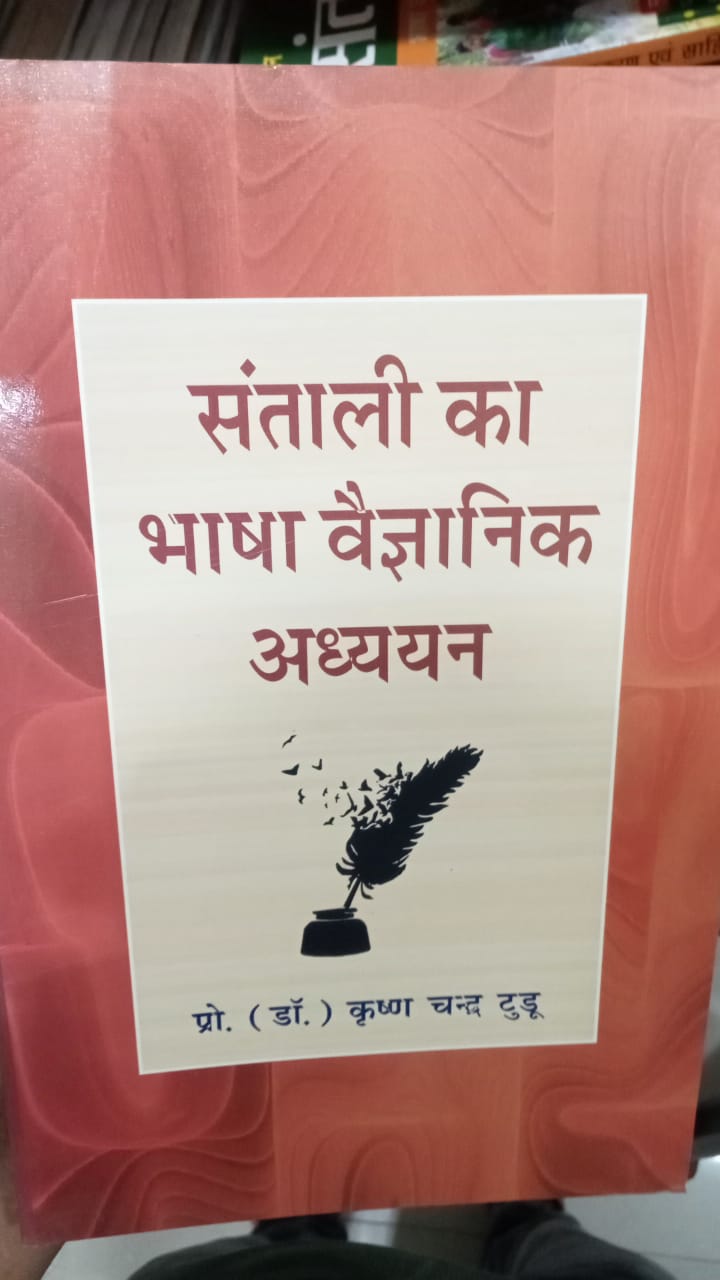 संताली का
भाषा वैज्ञानिक
अध्ययन
प्रो. (डॉ.) कृष्ण चन्द्र टुडू